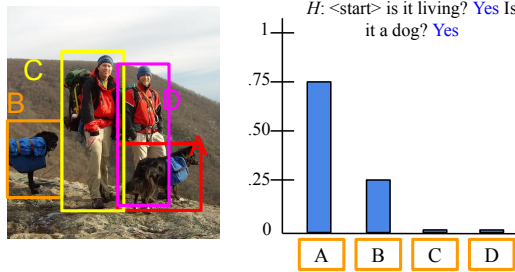 H: <start> is it living? Yes Is
it a dog? Yes
C
B
D
A
1
.75
.50
.25
0
A
B
C
D